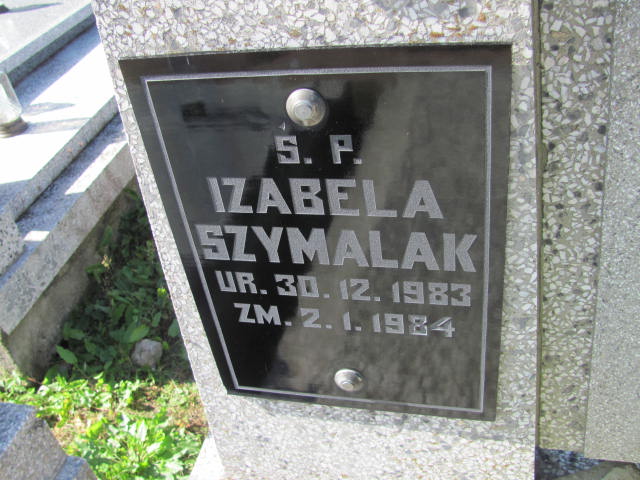 Ś. P.
IZABELA
SZYMALAK
UR. 30. 12. 1983
ZM. 2. 1. 1984